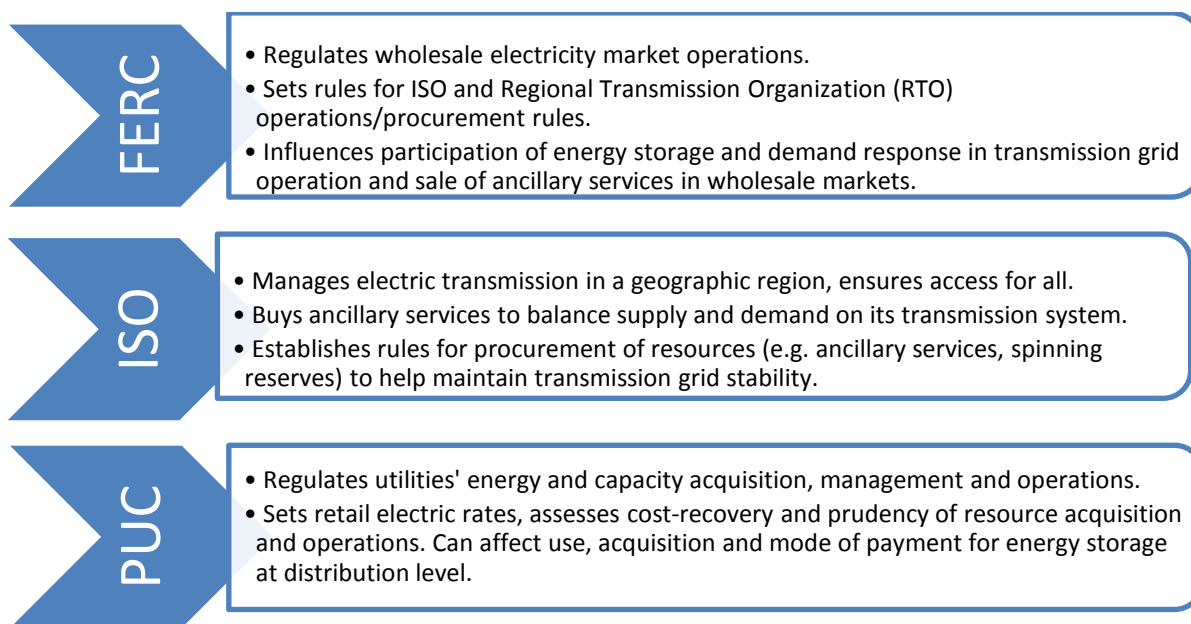 FERC
• Regulates wholesale electricity market operations.
• Sets rules for ISO and Regional Transmission Organization (RTO)
operations/procurement rules.
• Influences participation of energy storage and demand response in transmission grid
operation and sale of ancillary services in wholesale markets.
ISO
• Manages electric transmission in a geographic region, ensures access for all.
• Buys ancillary services to balance supply and demand on its transmission system.
• Establishes rules for procurement of resources (e.g. ancillary services, spinning
reserves) to help maintain transmission grid stability.
PUC
• Regulates utilities' energy and capacity acquisition, management and operations.
• Sets retail electric rates, assesses cost-recovery and prudency of resource acquisition
and operations. Can affect use, acquisition and mode of payment for energy storage
at distribution level.